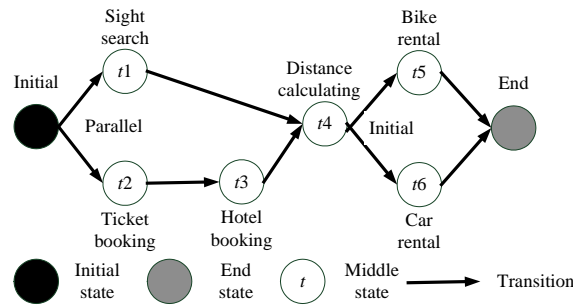 Sight
search
Bike
rental
Initial
t1
Distance
calculating
t5
End
Parallel
t4
Initial
t2
t3
t6
Ticket
booking
Hotel
booking
Car
rental
Initial
state
End
state
t
Middle
state
Transition